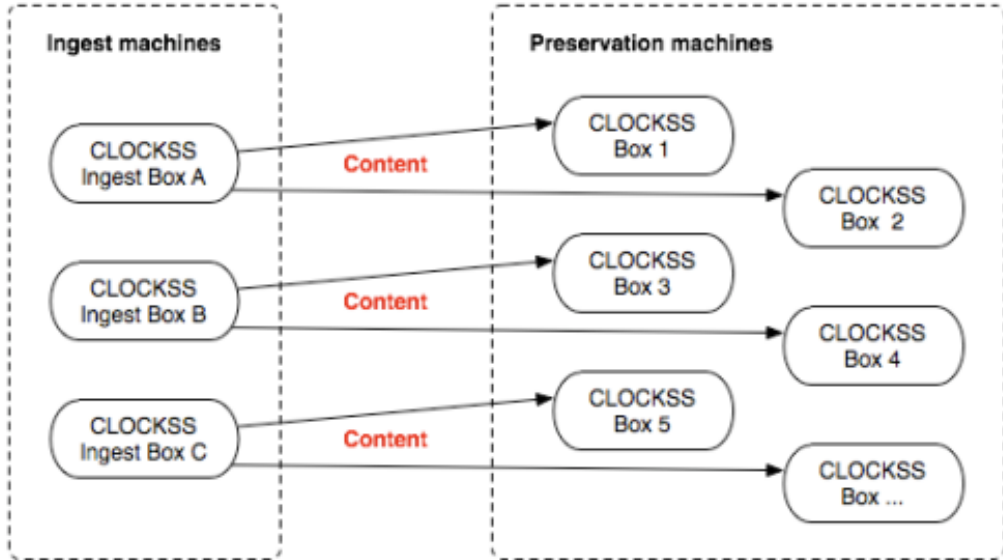 Ingest machines
Preservation machines
CLOCKSS
Ingest Box A
Content
CLOCKSS
Box 1
CLOCKSS
Box 2
CLOCKSS
Ingest Box B
Content
CLOCKSS
Box 3
CLOCKSS
Box 4
CLOCKSS
Ingest Box C
Content
CLOCKSS
Box 5
CLOCKSS
Box ...